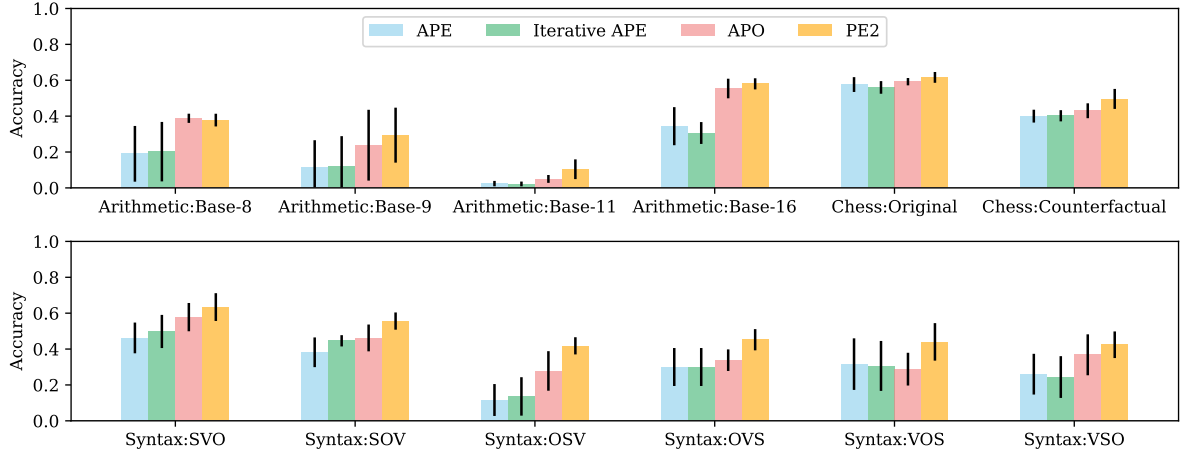 1.0
0.8
0.6
0.4
0.2
0.0
Accuracy
APE Iterative APE APO PE2
Arithmetic:Base-8 Arithmetic:Base-9 Arithmetic:Base-11 Arithmetic:Base-16 Chess:Original Chess:Counterfactual
1.0
0.8
0.6
0.4
0.2
0.0
Accuracy
Syntax:SVO Syntax:SOV Syntax:OSV Syntax:OVS Syntax:VOS Syntax:VSO